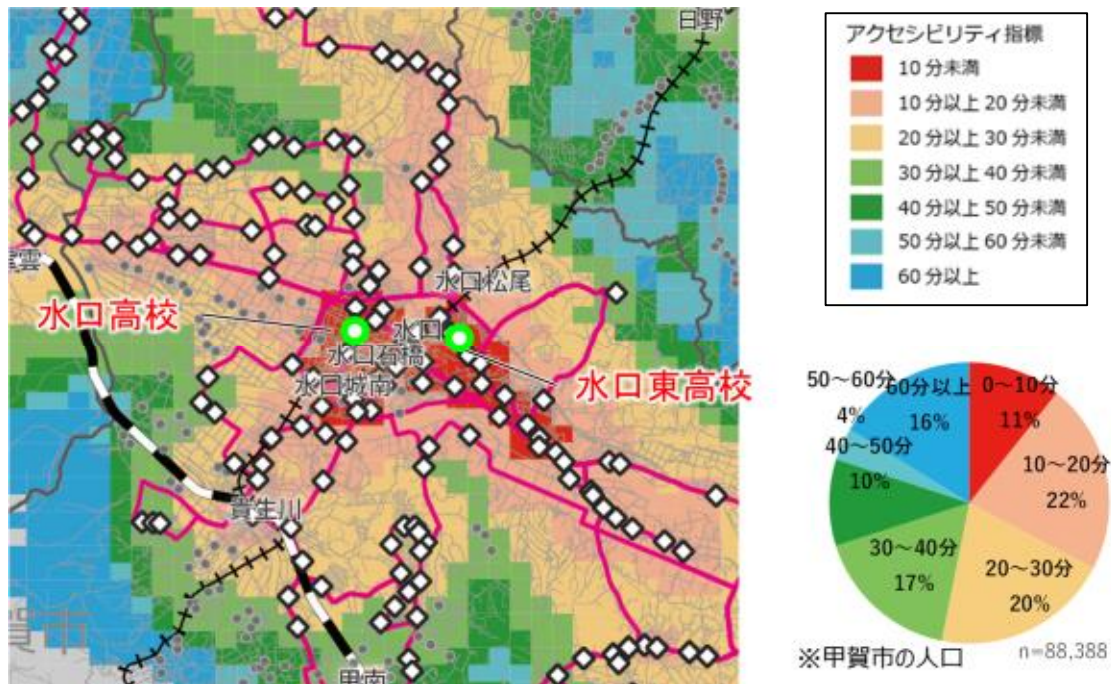 日野
水口松尾
水口高校
水口
水口石橋
水口東高校
水口城南
貴生川
甲南
アクセシビリティ指標
10分未満
10分以上20分未満
20分以上30分未満
30分以上40分未満
40分以上50分未満
50分以上60分未満
60分以上
50～60分
4%
60分以上
16%
0～10分
11%
40～50分
10%
10～20分
22%
30～40分
17%
20～30分
20%
※甲賀市の人口
n=88,388